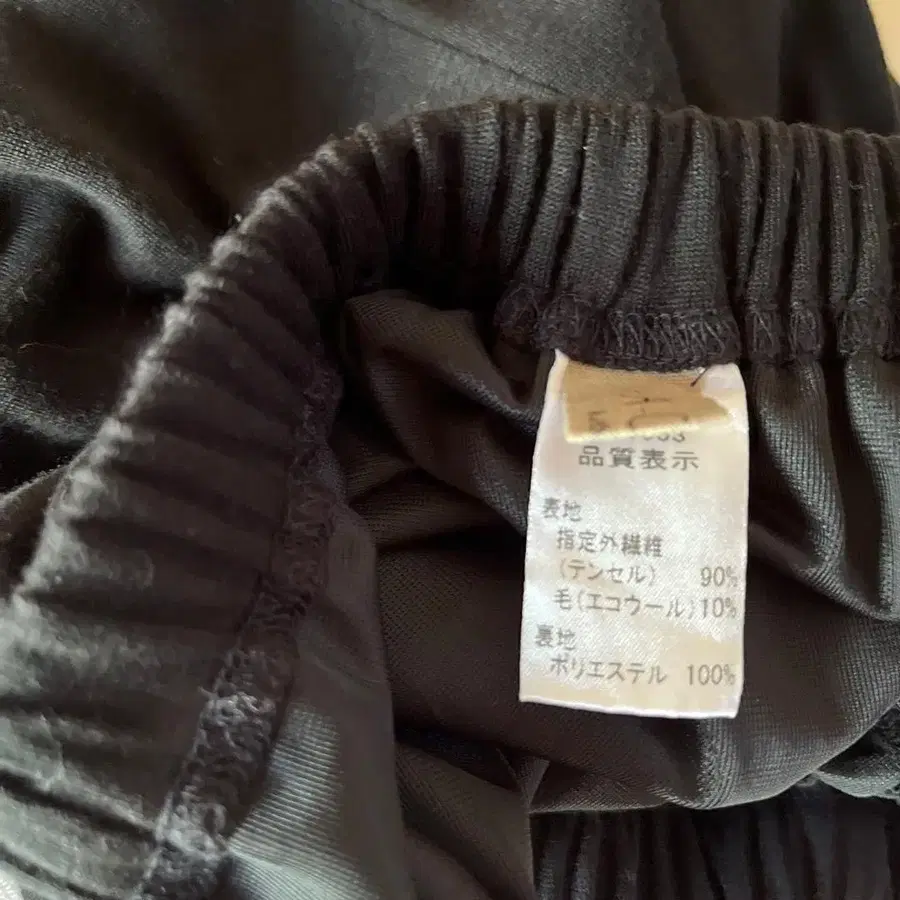 品質表示
表地
指定外繊維
(テンセル) 90%
毛(エコウール)10%
裏地
ポリエステル 100%